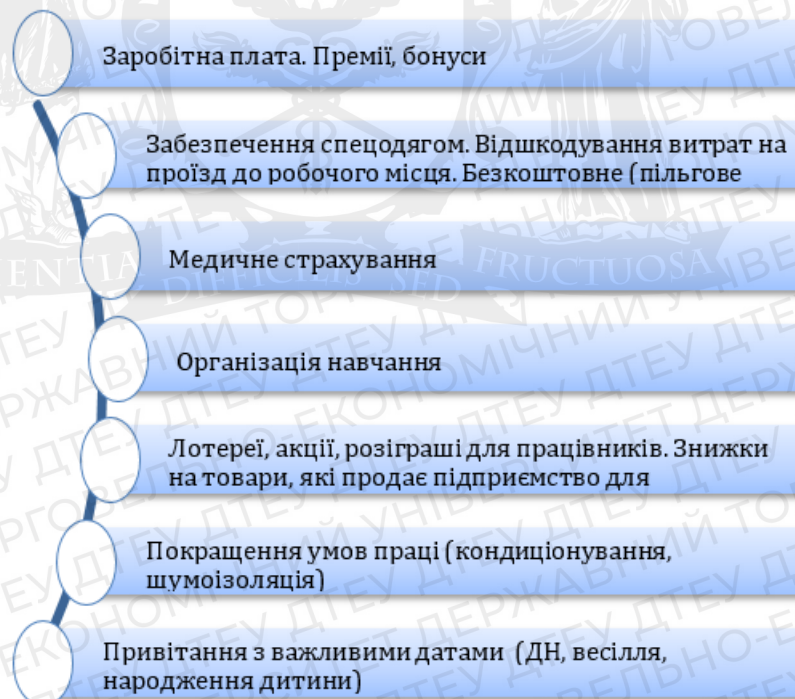 Заробітна плата. Премії, бонуси
Забезпечення спецодягом. Відшкодування витрат на
проїзд до робочого місця. Безкоштовне (пільгове
Медичне страхування
Організація навчання
Лотереї, акції, розіграші для працівників. Знижки
на товари, які продає підприємство для
Покращення умов праці (кондиціонування,
шумоізоляція)
Привітання з важливими датами (ДН, весілля,
народження дитини)